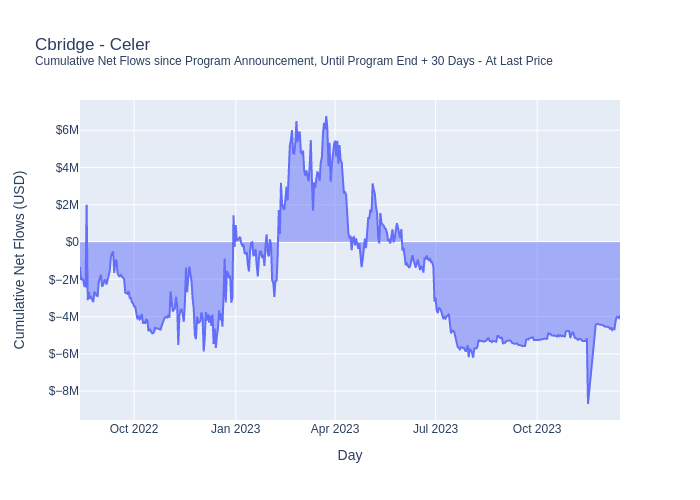 Cbridge - Celer
Cumulative Net Flows since Program Announcement, Until Program End + 30 Days - At Last Price
Cumulative Net Flows (USD)
$6M
$4M
$2M
$0
$−2M
$−4M
$−6M
$−8M
Oct 2022
Jan 2023
Apr 2023
Jul 2023
Oct 2023
Day